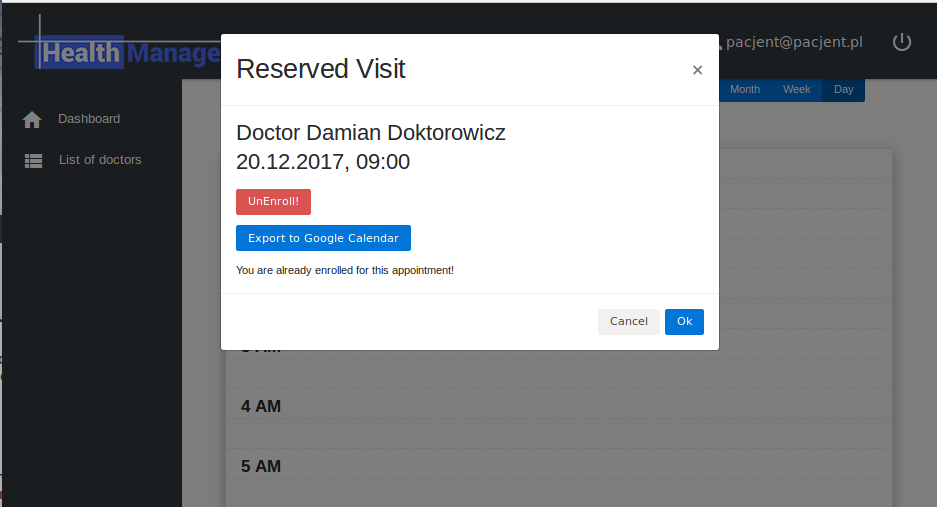 Health Manage
pacjent@pacjent.pl
Reserved Visit
×
Month Week Day
Dashboard
List of doctors
Doctor Damian Doktorowicz
20.12.2017, 09:00
UnEnroll!
Export to Google Calendar
You are already enrolled for this appointment!
Cancel Ok
4 AM
5 AM